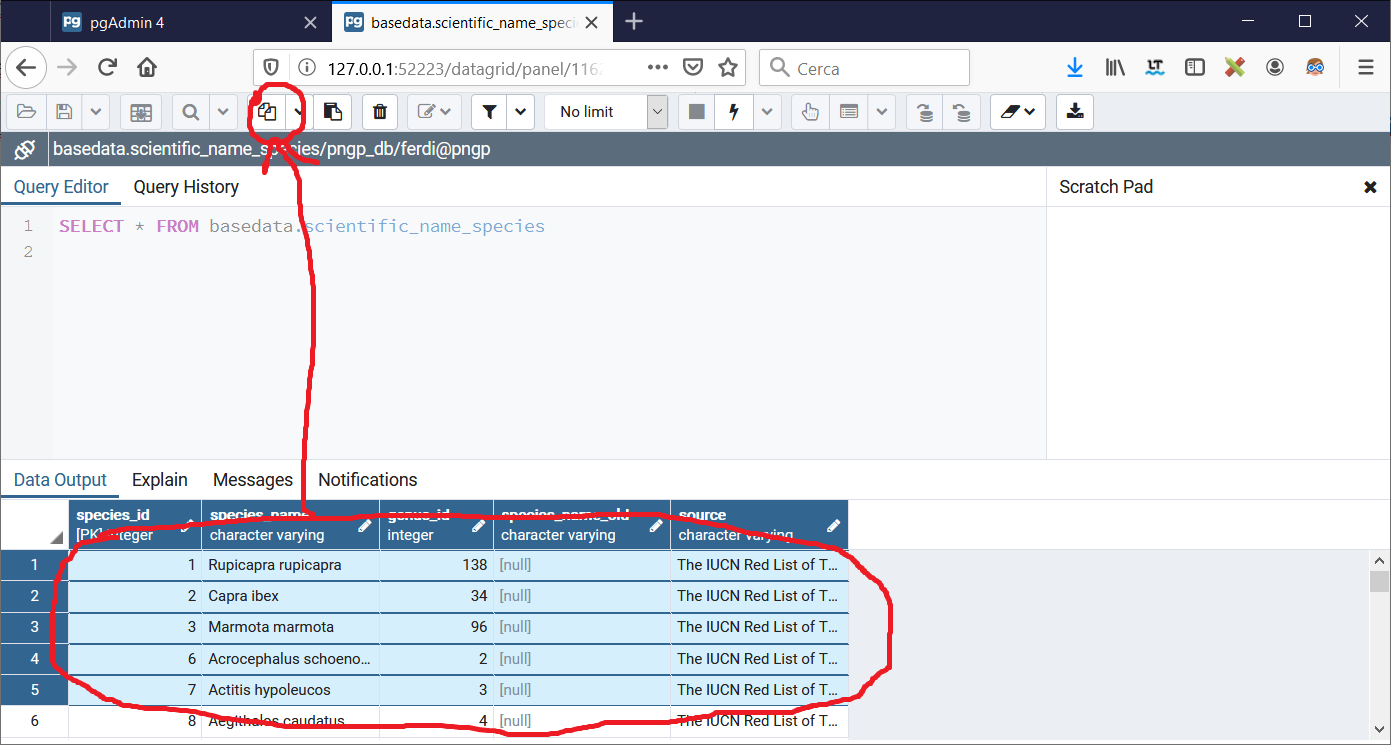 pgAdmin 4
basedata.scientific_name_speci
127.0.0.1:52223/datagrid/panel/1162
Cerca
No limit
basedata.scientific_name_species/pngp_db/ferdi@pngp
Query Editor Query History Scratch Pad
1 SELECT * FROM basedata.scientific_name_species
2
Data Output Explain Messages Notifications
species_id species_name genus_id species_name_old source
[PK] integer character varying integer character varying character varying
1 1 Rupicapra rupicapra 138 [null] The IUCN Red List of T...
2 2 Capra ibex 34 [null] The IUCN Red List of T...
3 3 Marmota marmota 96 [null] The IUCN Red List of T...
4 6 Acrocephalus schoeno... 2 [null] The IUCN Red List of T...
5 7 Actitis hypoleucos 3 [null] The IUCN Red List of T...
6 8 Aegithalos caudatus 4 [null] The IUCN Red List of T...